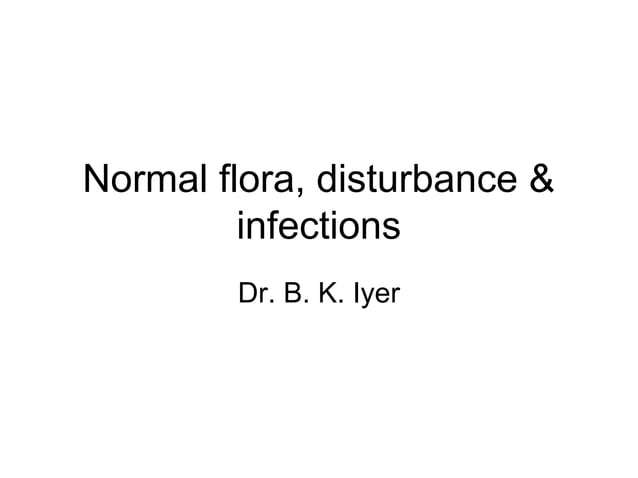 Normal flora, disturbance &
infections
Dr. B. K. Iyer